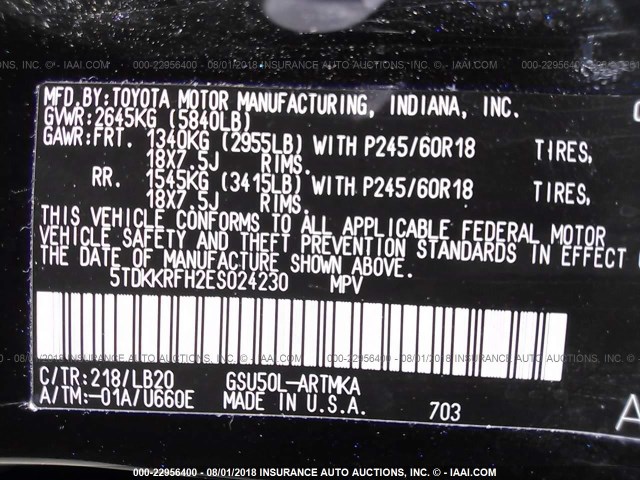 000-22956400 - 08/01/2018 INSURANCE AUTO AUCTIONS, INC. - © IAAI.COM
MFD.BY:TOYOTA MOTOR MANUFACTURING, INDIANA, INC.
GVWR:2645KG (5840LB)
GAWR:FRT. 1340KG (2955LB) WITH P245/60R18 TIRES,
18X7.5J RIMS.
RR. 1545KG (3415LB) WITH P245/60R18 TIRES,
18X7.5J RIMS.
THIS VEHICLE CONFORMS TO ALL APPLICABLE FEDERAL MOTOR
VEHICLE SAFETY AND THEFT PREVENTION STANDARDS IN EFFECT
THE DATE OF MANUFACTURE SHOWN ABOVE.
5TDKKRFH2ES024230 MPV
C/TR:218/LB20 GSU50L-ARTMKA
A/TM:-01A/U660E MADE IN U.S.A. 703
A
000-22956400 - 08/01/2018 INSURANCE AUTO AUCTIONS, INC. - © IAAI.COM